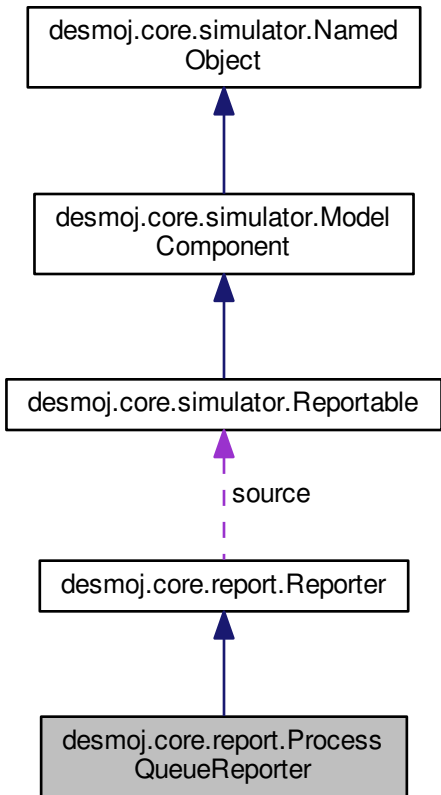 desmoj.core.simulator.Named
Object
desmoj.core.simulator.Model
Component
desmoj.core.simulator.Reportable
source
desmoj.core.report.Reporter
desmoj.core.report.Process
QueueReporter